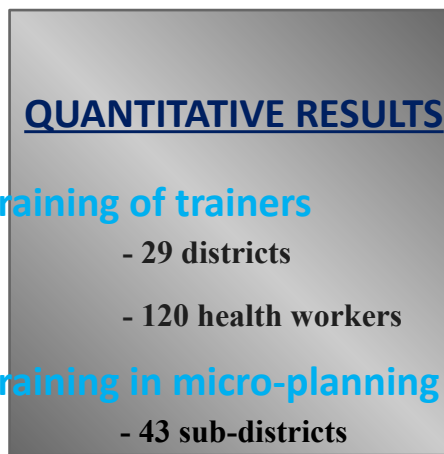 QUANTITATIVE RESULTS
raining of trainers
- 29 districts
- 120 health workers
raining in micro-planning
- 43 sub-districts